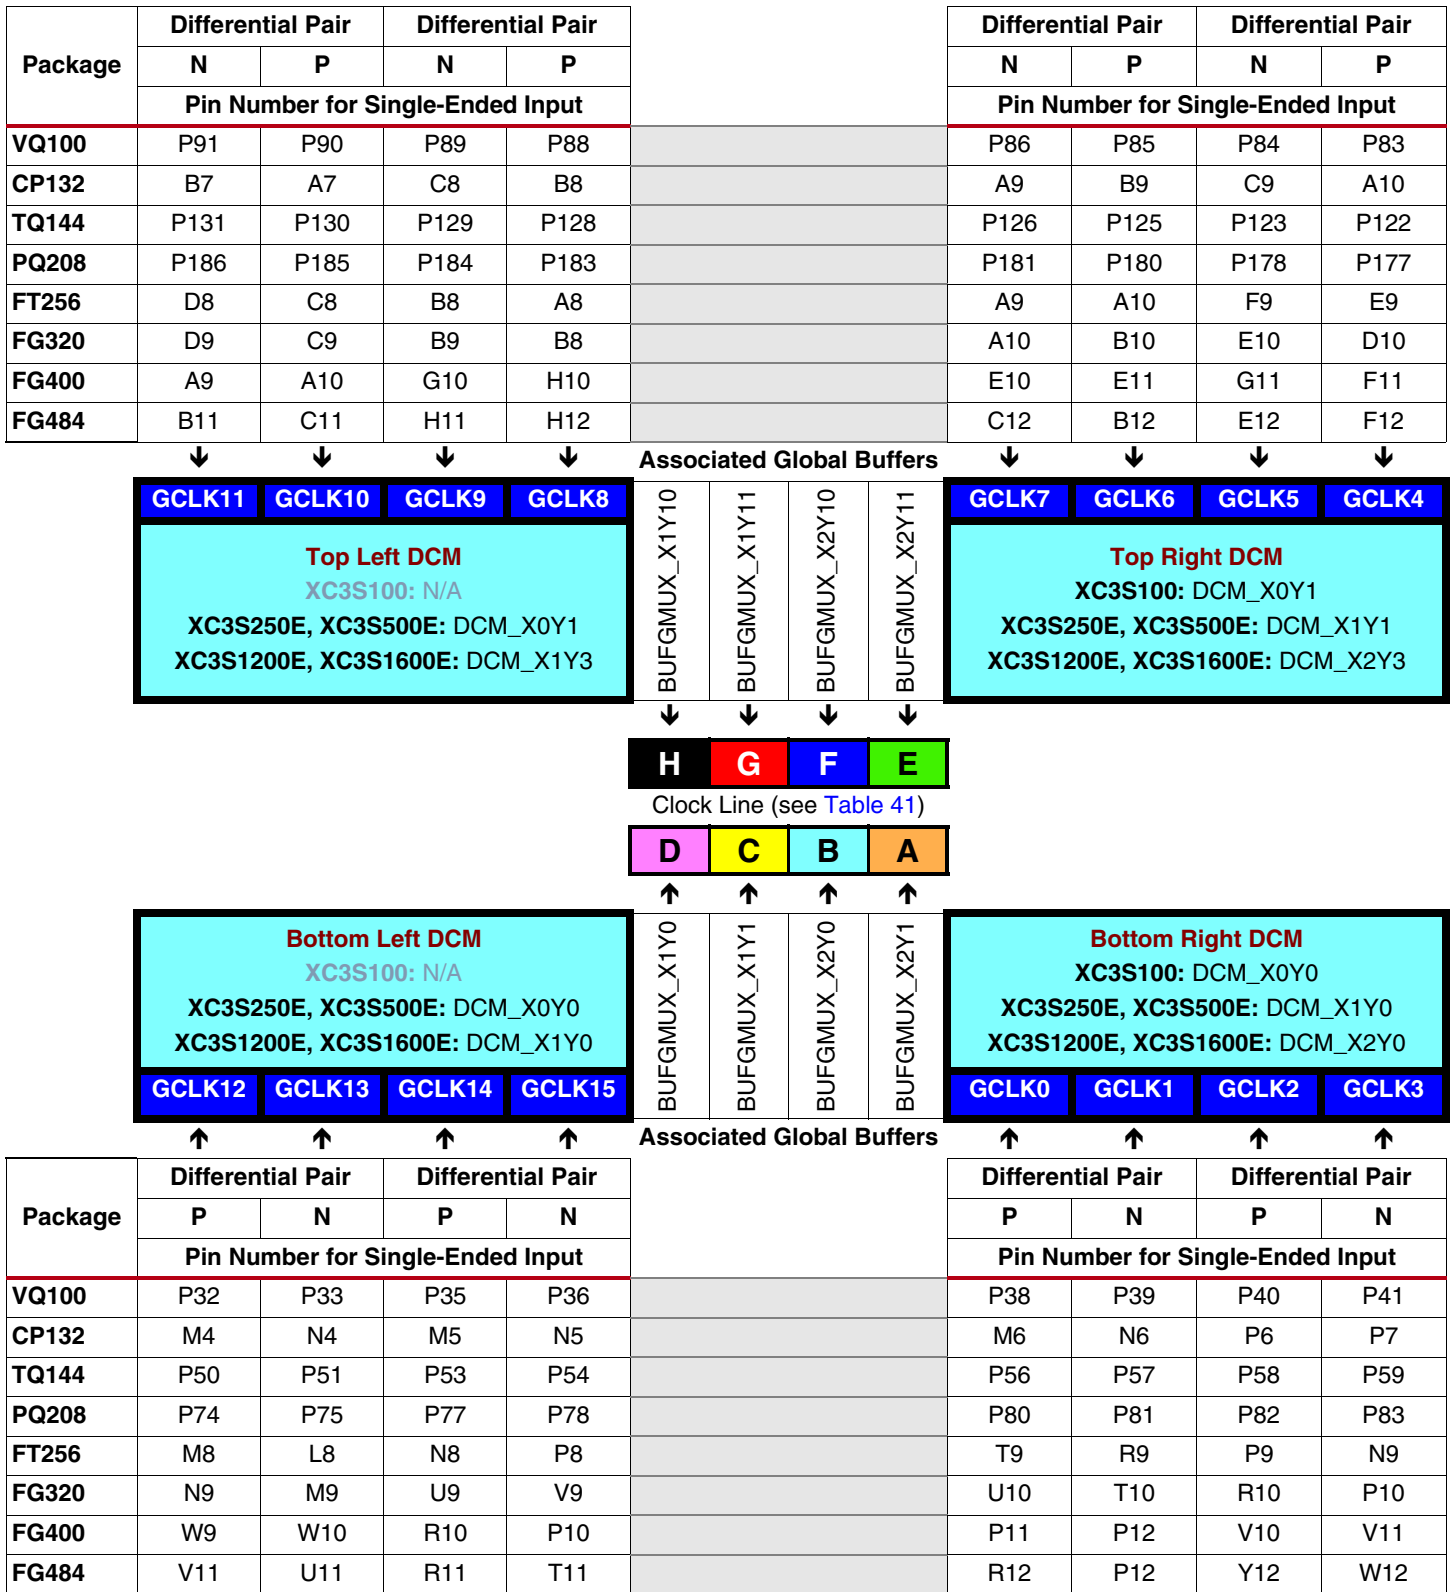 Differential Pair Differential Pair Differential Pair Differential Pair
Package N P N P N P N P
Pin Number for Single-Ended Input Pin Number for Single-Ended Input
VQ100 P91 P90 P89 P88 P86 P85 P84 P83
CP132 B7 A7 C8 B8 A9 B9 C9 A10
TQ144 P131 P130 P129 P128 P126 P125 P123 P122
PQ208 P186 P185 P184 P183 P181 P180 P178 P177
FT256 D8 C8 B8 A8 A9 A10 F9 E9
FG320 D9 C9 B9 B8 A10 B10 E10 D10
FG400 A9 A10 G10 H10 E10 E11 G11 F11
FG484 B11 C11 H11 H12 C12 B12 E12 F12
Associated Global Buffers
GCLK11 GCLK10 GCLK9 GCLK8 GCLK7 GCLK6 GCLK5 GCLK4
Top Left DCM
XC3S100: N/A
XC3S250E, XC3S500E: DCM_X0Y1
XC3S1200E, XC3S1600E: DCM_X1Y3
BUFGMUX_X1Y10
BUFGMUX_X1Y11
BUFGMUX_X2Y10
BUFGMUX_X2Y11
Top Right DCM
XC3S100: DCM_X0Y1
XC3S250E, XC3S500E: DCM_X1Y1
XC3S1200E, XC3S1600E: DCM_X2Y3
H G F E
Clock Line (see Table 41)
D C B A
Bottom Left DCM
XC3S100: N/A
XC3S250E, XC3S500E: DCM_X0Y0
XC3S1200E, XC3S1600E: DCM_X1Y0
BUFGMUX_X1Y0
BUFGMUX_X1Y1
BUFGMUX_X2Y0
BUFGMUX_X2Y1
Bottom Right DCM
XC3S100: DCM_X0Y0
XC3S250E, XC3S500E: DCM_X1Y0
XC3S1200E, XC3S1600E: DCM_X2Y0
GCLK12 GCLK13 GCLK14 GCLK15 GCLK0 GCLK1 GCLK2 GCLK3
Associated Global Buffers
Differential Pair Differential Pair Differential Pair Differential Pair
Package P N P N P N P N
Pin Number for Single-Ended Input Pin Number for Single-Ended Input
VQ100 P32 P33 P35 P36 P38 P39 P40 P41
CP132 M4 N4 M5 N5 M6 N6 P6 P7
TQ144 P50 P51 P53 P54 P56 P57 P58 P59
PQ208 P74 P75 P77 P78 P80 P81 P82 P83
FT256 M8 L8 N8 P8 T9 R9 P9 N9
FG320 N9 M9 U9 V9 U10 T10 R10 P10
FG400 W9 W10 R10 P10 P11 P12 V10 V11
FG484 V11 U11 R11 T11 R12 P12 Y12 W12